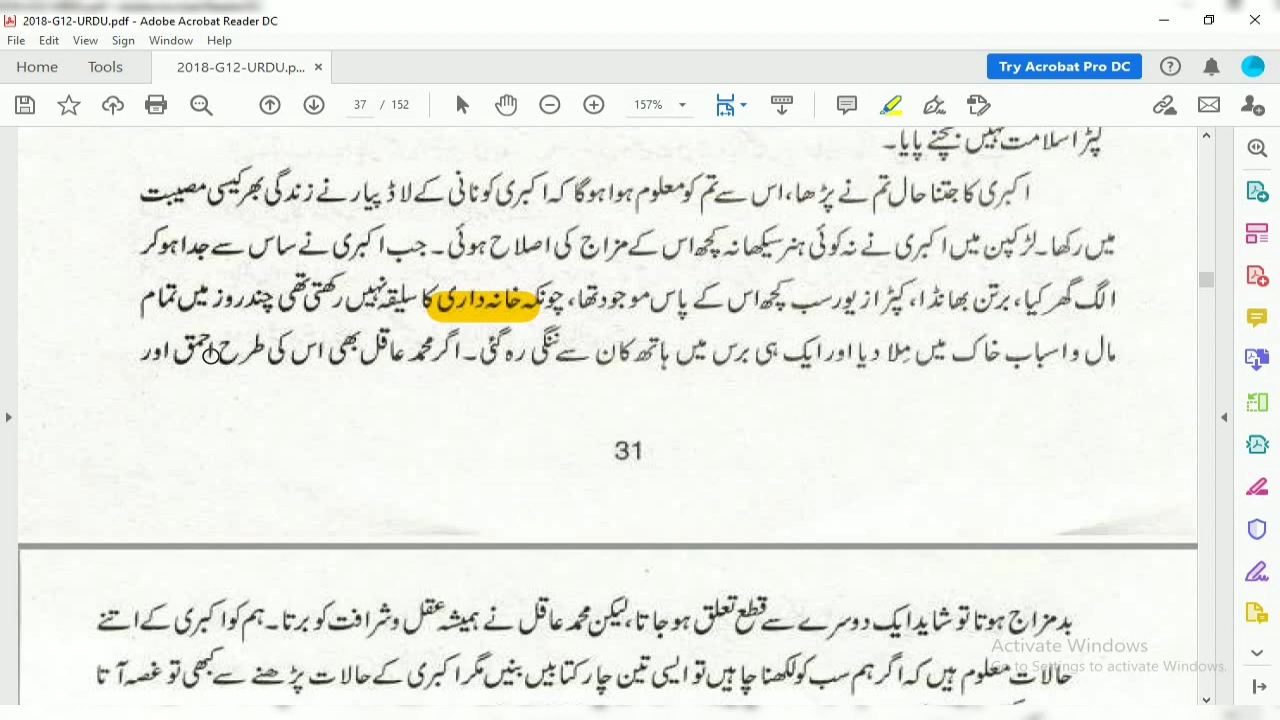 2018-G12-URDU.pdf - Adobe Acrobat Reader DC
File Edit View Sign Window Help
Home Tools 2018-G12-URDU.p... × Try Acrobat Pro DC
37 / 152 157%
کپڑا سلامت نہیں بچنے پایا۔
اکبری کا جتنا حال تم نے پڑھا، اس سے تم کو معلوم ہوا ہوگا کہ اکبری کو نانی کے لاڈ پیار نے زندگی بھر کیسی مصیبت
میں رکھا۔ لڑکپن میں اکبری نے نہ کوئی ہنر سیکھا نہ کچھ اس کے مزاج کی اصلاح ہوئی۔ جب اکبری نے ساس سے جدا ہو کر
الگ گھر کیا، برتن بھانڈا، کپڑا زیور سب کچھ اس کے پاس موجود تھا، چونکہ خانہ داری کا سلیقہ نہیں رکھتی تھی چند روز میں تمام
مال و اسباب خاک میں مِلا دیا اور ایک ہی برس میں ہاتھ کان سے ننگی رہ گئی۔ اگر محمد عاقل بھی اس کی طرح احمق اور
31
بدمزاج ہوتا تو شاید ایک دوسرے سے قطع تعلق ہو جاتا، لیکن محمد عاقل نے ہمیشہ عقل و شرافت کو برتا۔ ہم کو اکبری کے اتنے
حالات معلوم ہیں کہ اگر ہم سب کو لکھنا چاہیں تو ایسی تین چار کتابیں بنیں مگر اکبری کے حالات پڑھنے سے کبھی تو غصہ آتا
Activate Windows
Go to Settings to activate Windows.